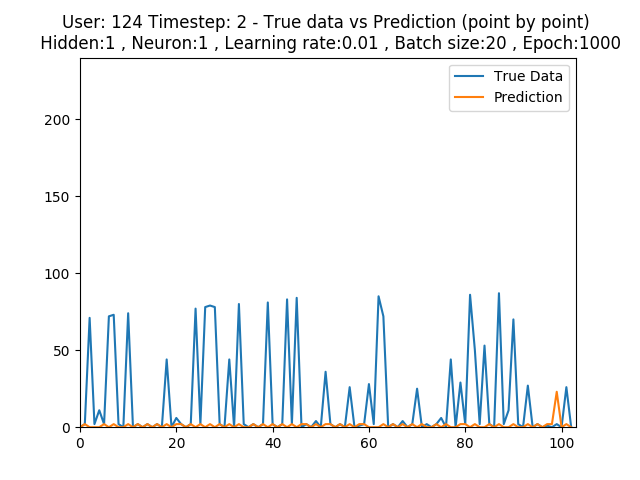 User: 124 Timestep: 2 - True data vs Prediction (point by point)
Hidden:1 , Neuron:1 , Learning rate:0.01 , Batch size:20 , Epoch:1000
True Data
Prediction
200
150
100
50
0
0 20 40 60 80 100